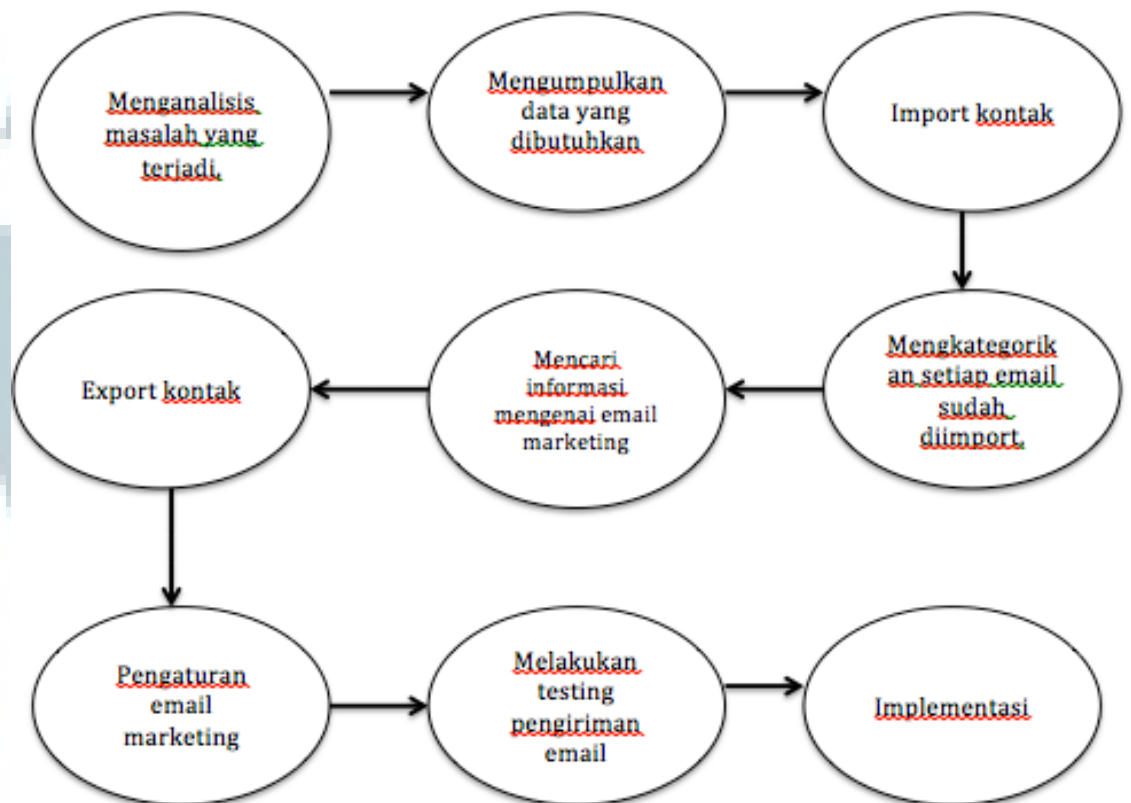 Menganalisis
masalah yang
terjadi,
Mengumpulkan
data yang
dibutuhkan
Import kontak
Mengkategorik
an setiap email
sudah
diimport,
Mencari
informasi
mengenai email
marketing
Export kontak
Pengaturan
email
marketing
Melakukan
testing
pengiriman
email
Implementasi